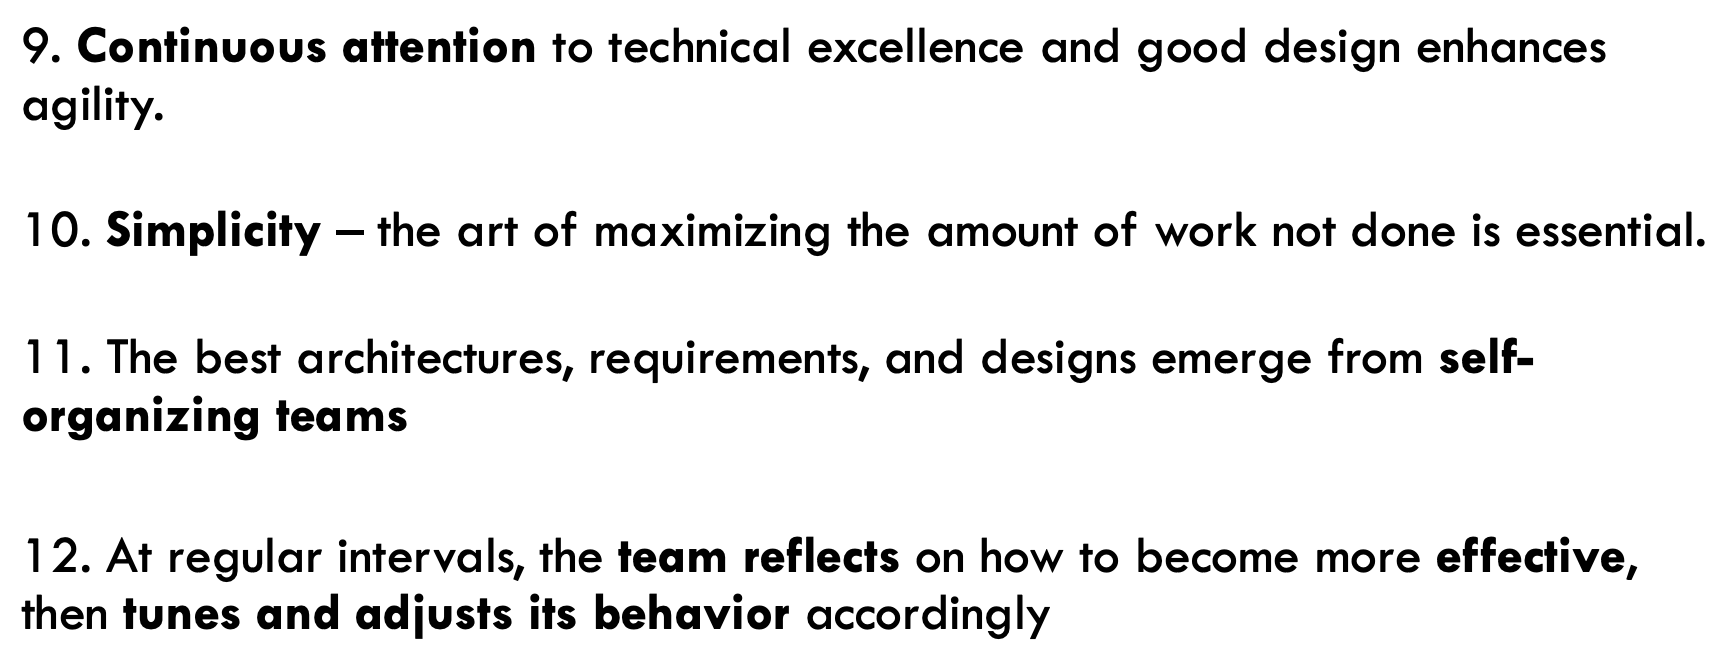 9. Continuous attention to technical excellence and good design enhances
agility.
10. Simplicity – the art of maximizing the amount of work not done is essential.
11. The best architectures, requirements, and designs emerge from self-
organizing teams
12. At regular intervals, the team reflects on how to become more effective,
then tunes and adjusts its behavior accordingly